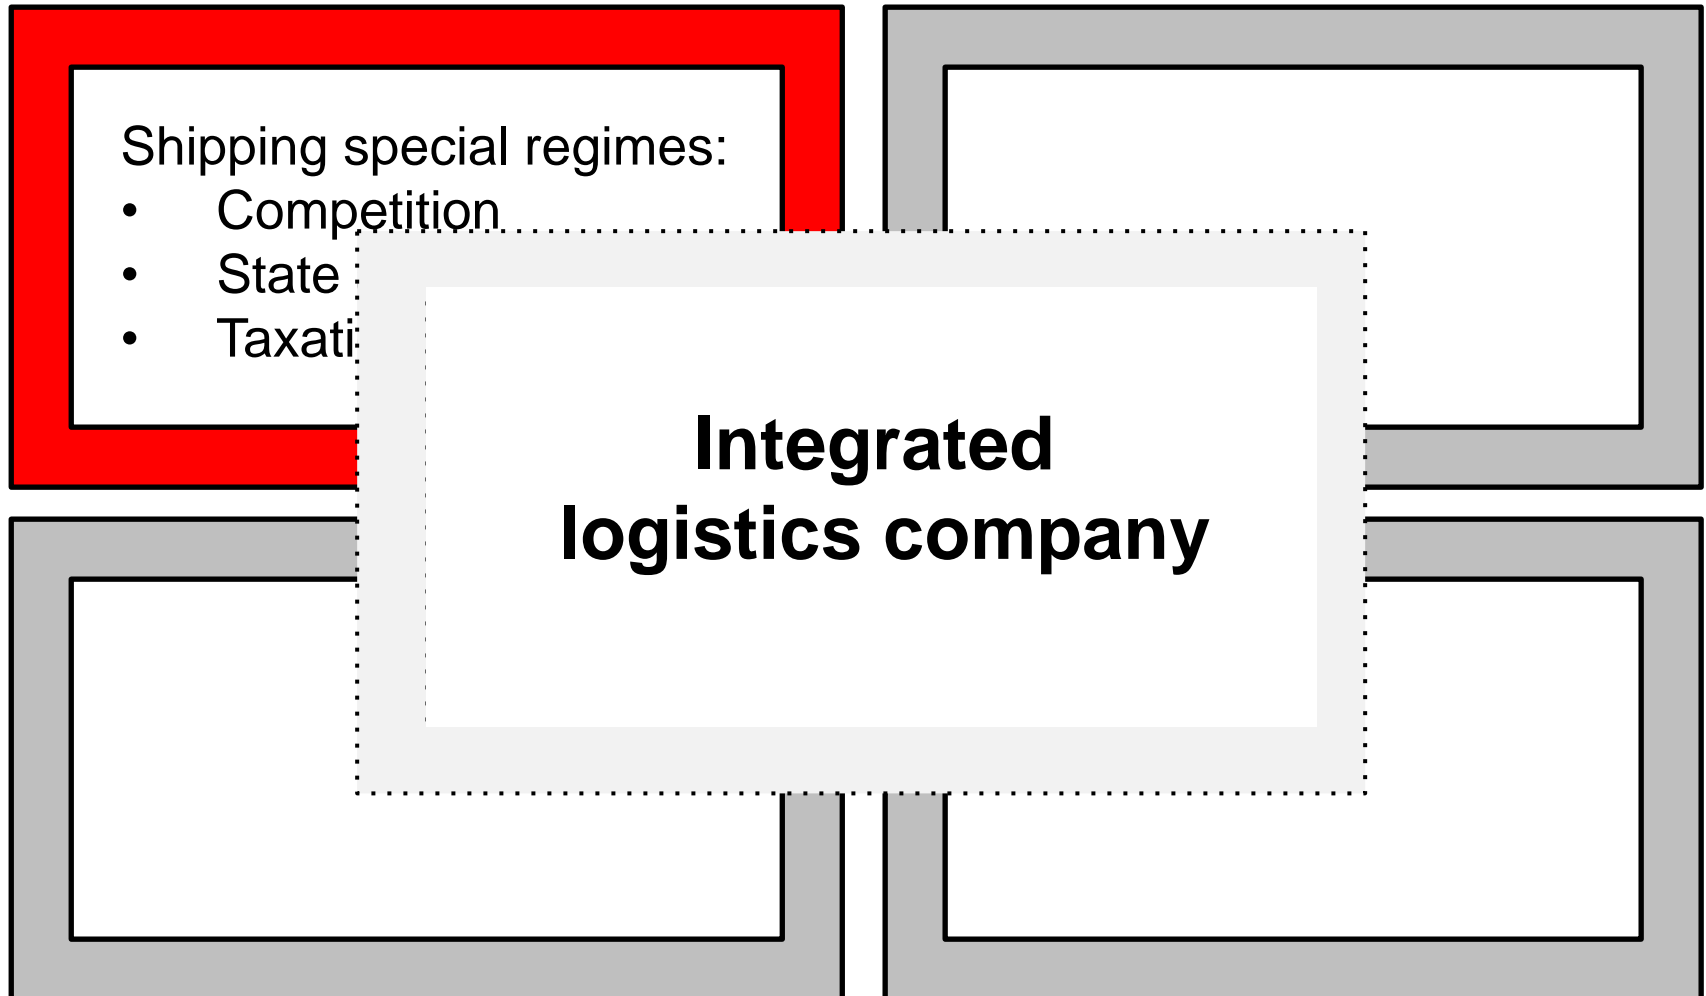 Shipping special regimes:
• Competition
• State
• Taxati
Integrated
logistics company